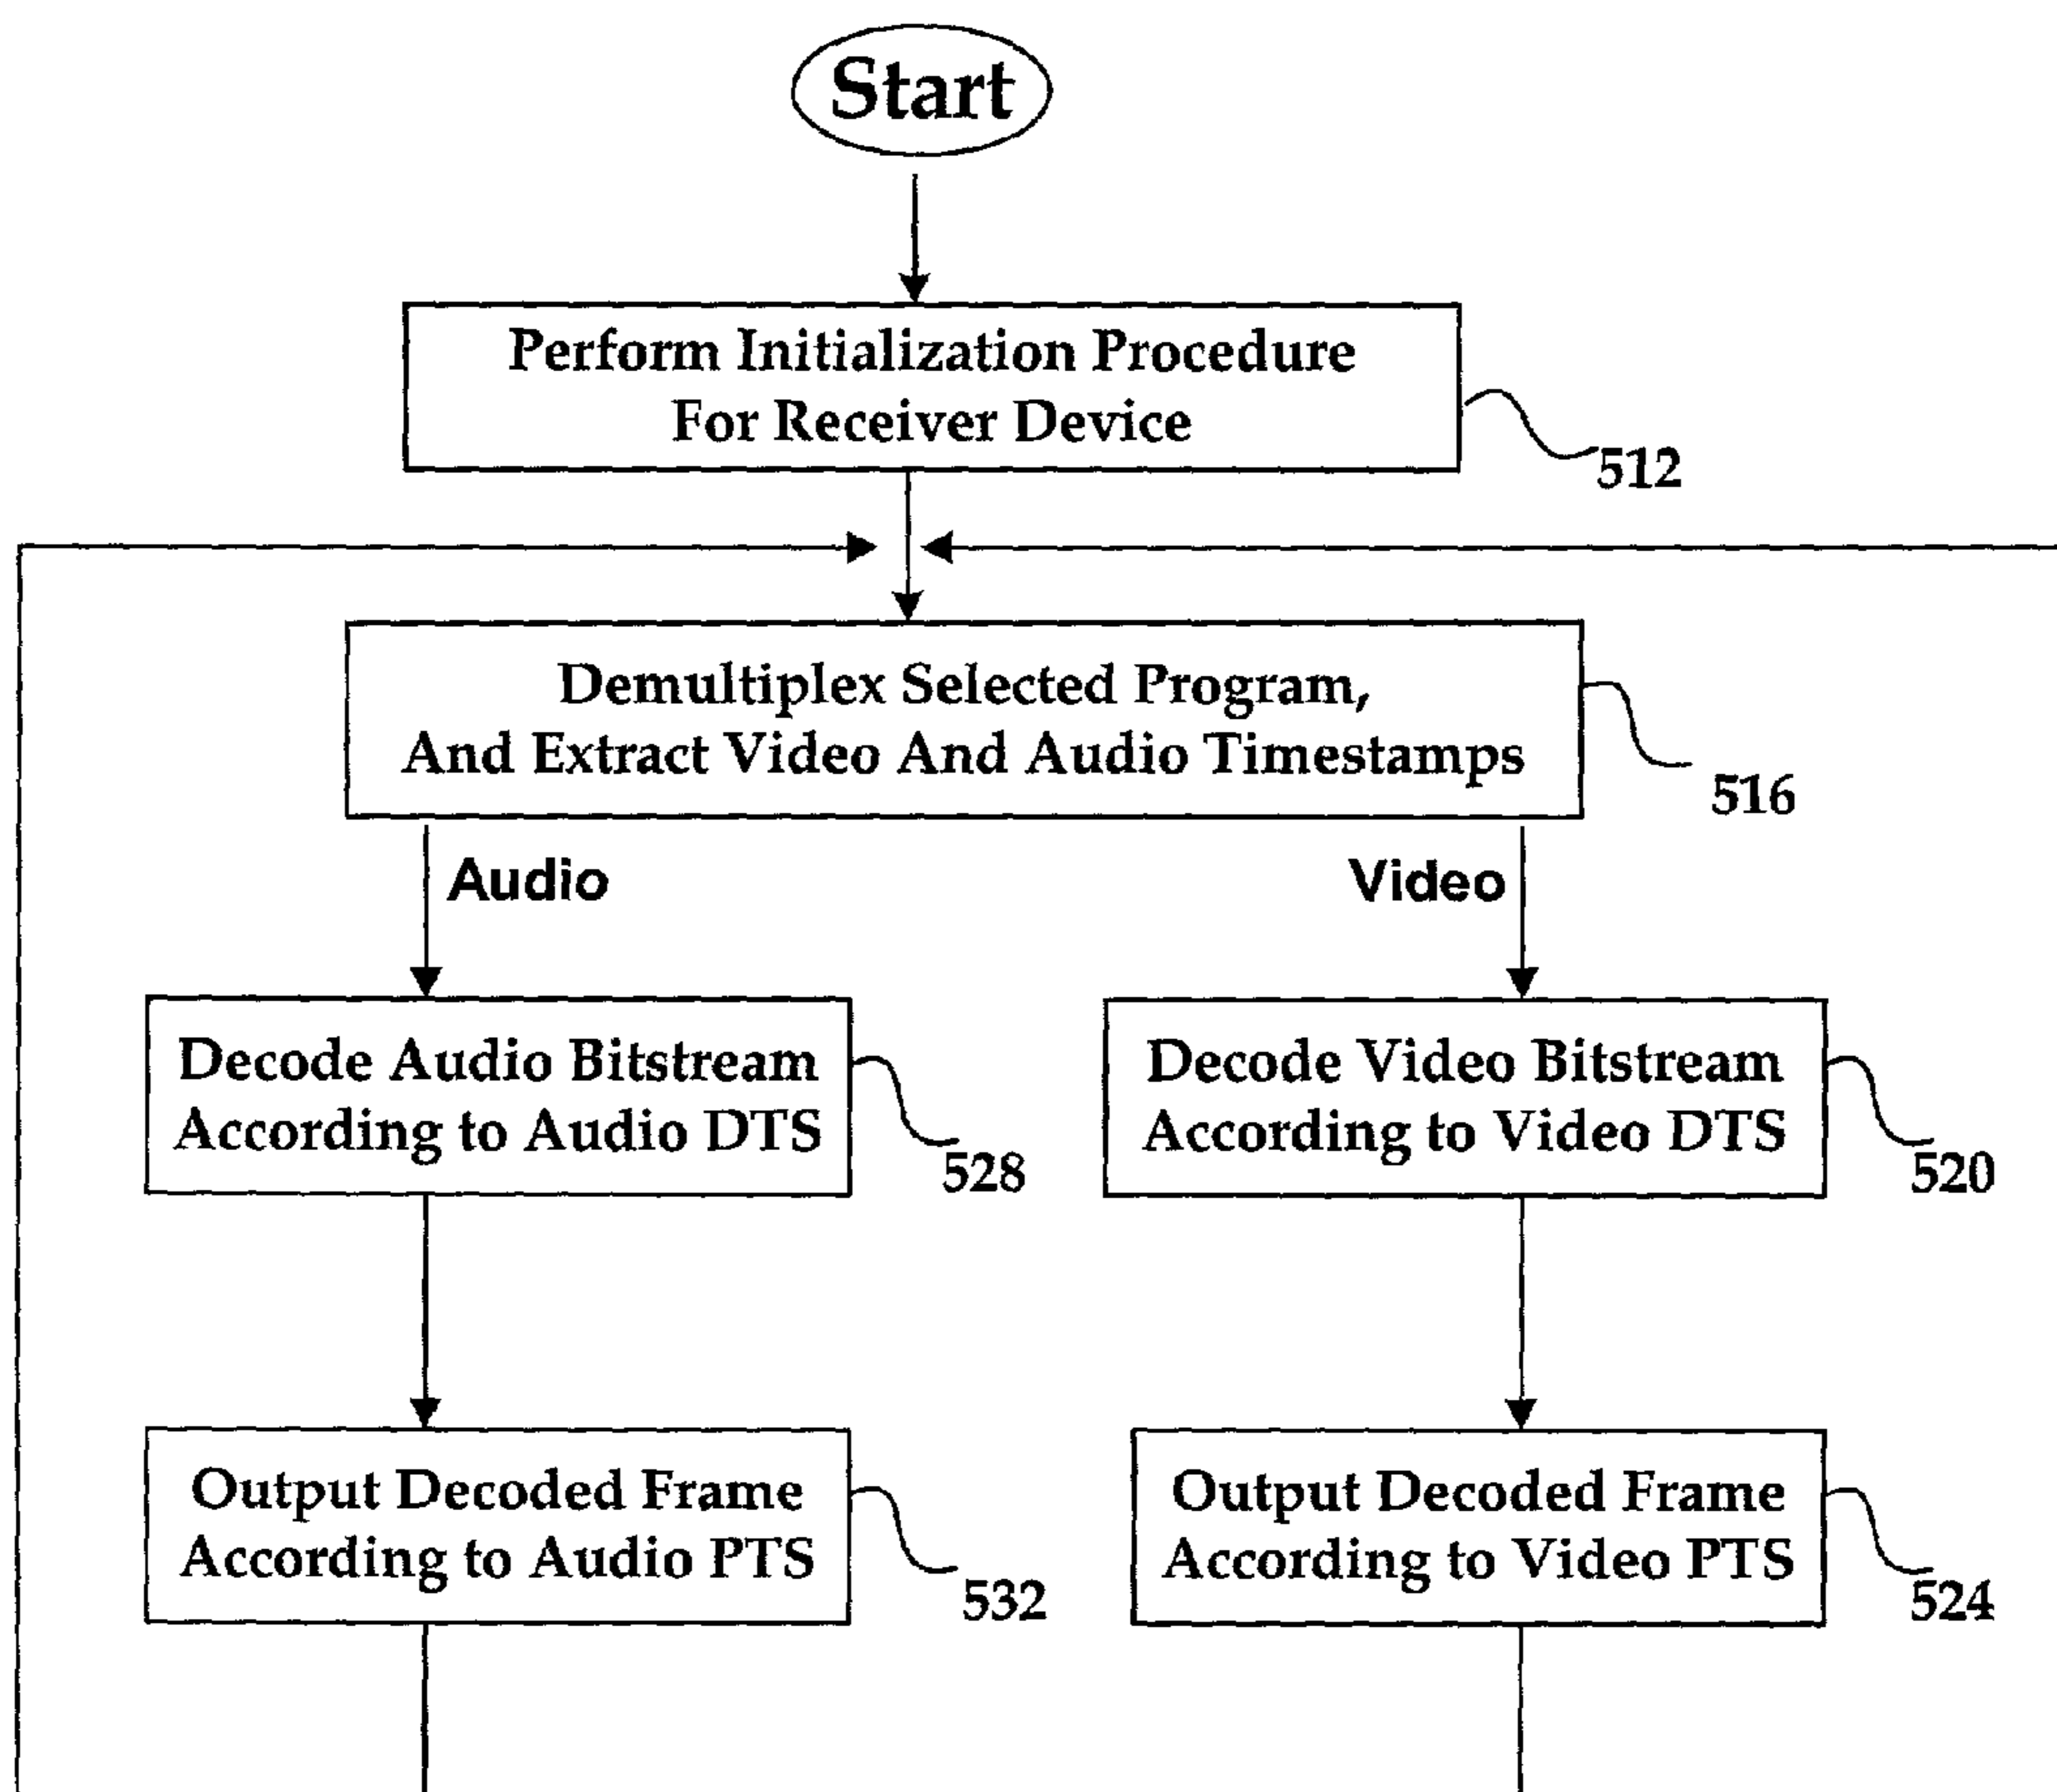 Start
Perform Initialization Procedure
For Receiver Device
512
Demultiplex Selected Program,
And Extract Video And Audio Timestamps
516
Audio
Video
Decode Audio Bitstream
According to Audio DTS
528
Decode Video Bitstream
According to Video DTS
520
Output Decoded Frame
According to Audio PTS
532
Output Decoded Frame
According to Video PTS
524